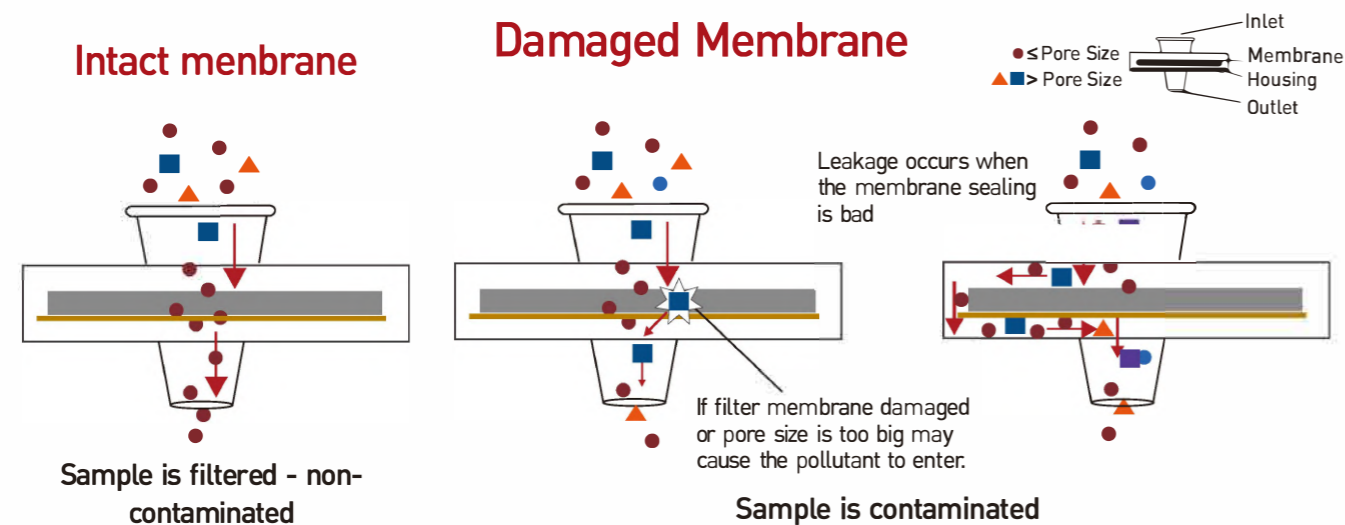 Intact menbrane
Damaged Membrane
≤ Pore Size
> Pore Size
Inlet
Membrane
Housing
Outlet
Leakage occurs when
the membrane sealing
is bad
If filter membrane damaged
or pore size is too big may
cause the pollutant to enter.
Sample is filtered - non-
contaminated
Sample is contaminated